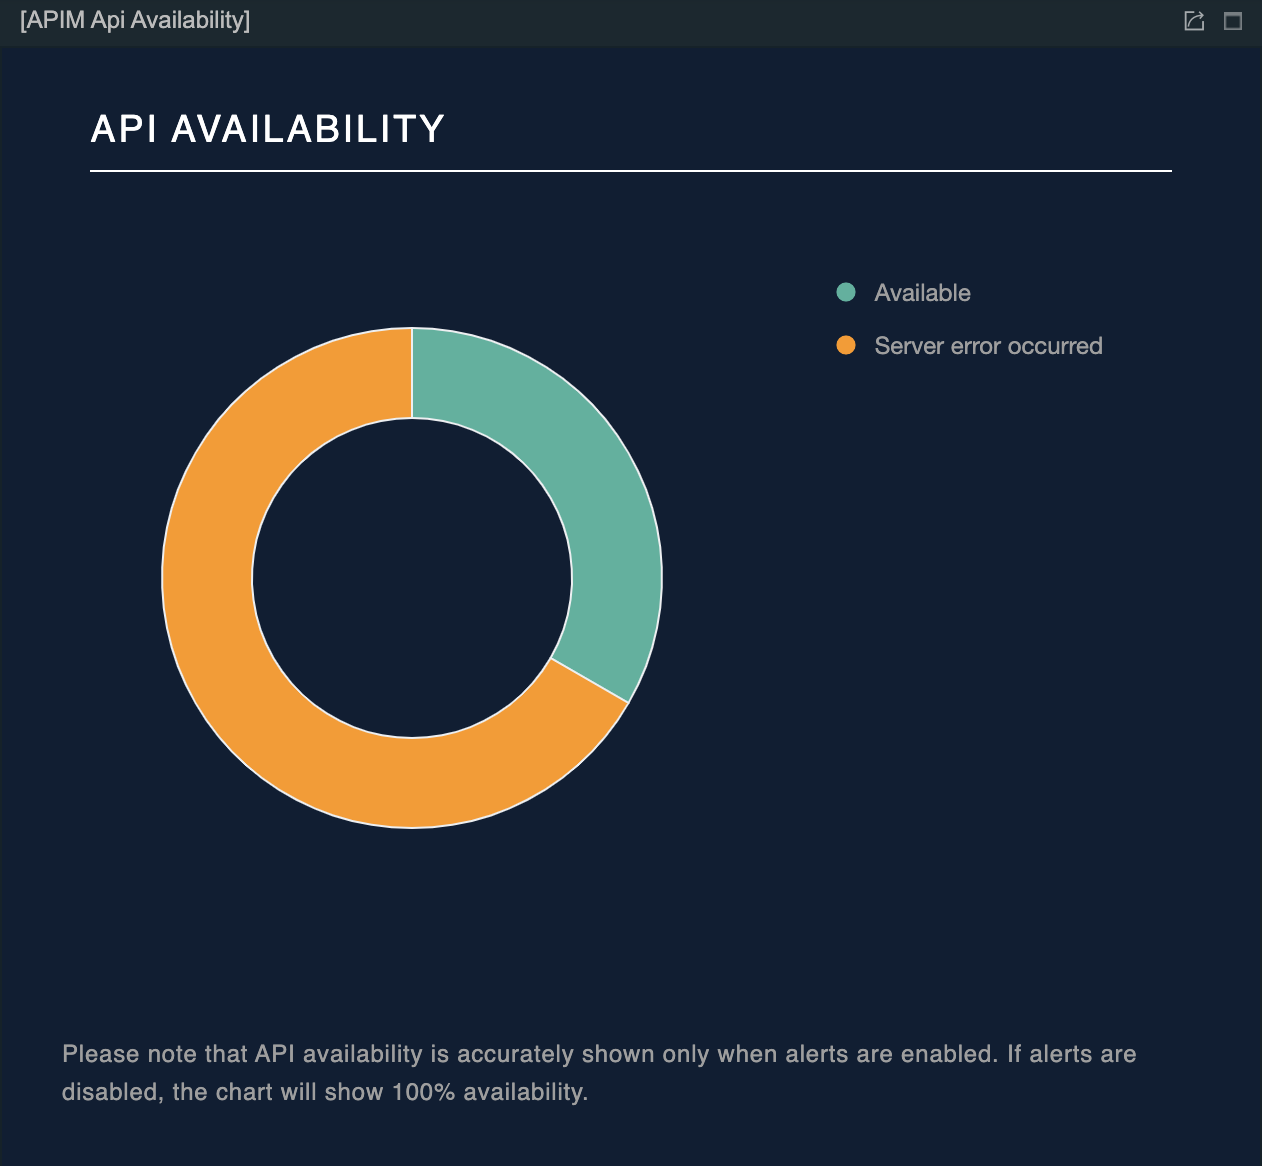 [APIM Api Availability]
API AVAILABILITY
Available
Server error occurred
Please note that API availability is accurately shown only when alerts are enabled. If alerts are
disabled, the chart will show 100% availability.